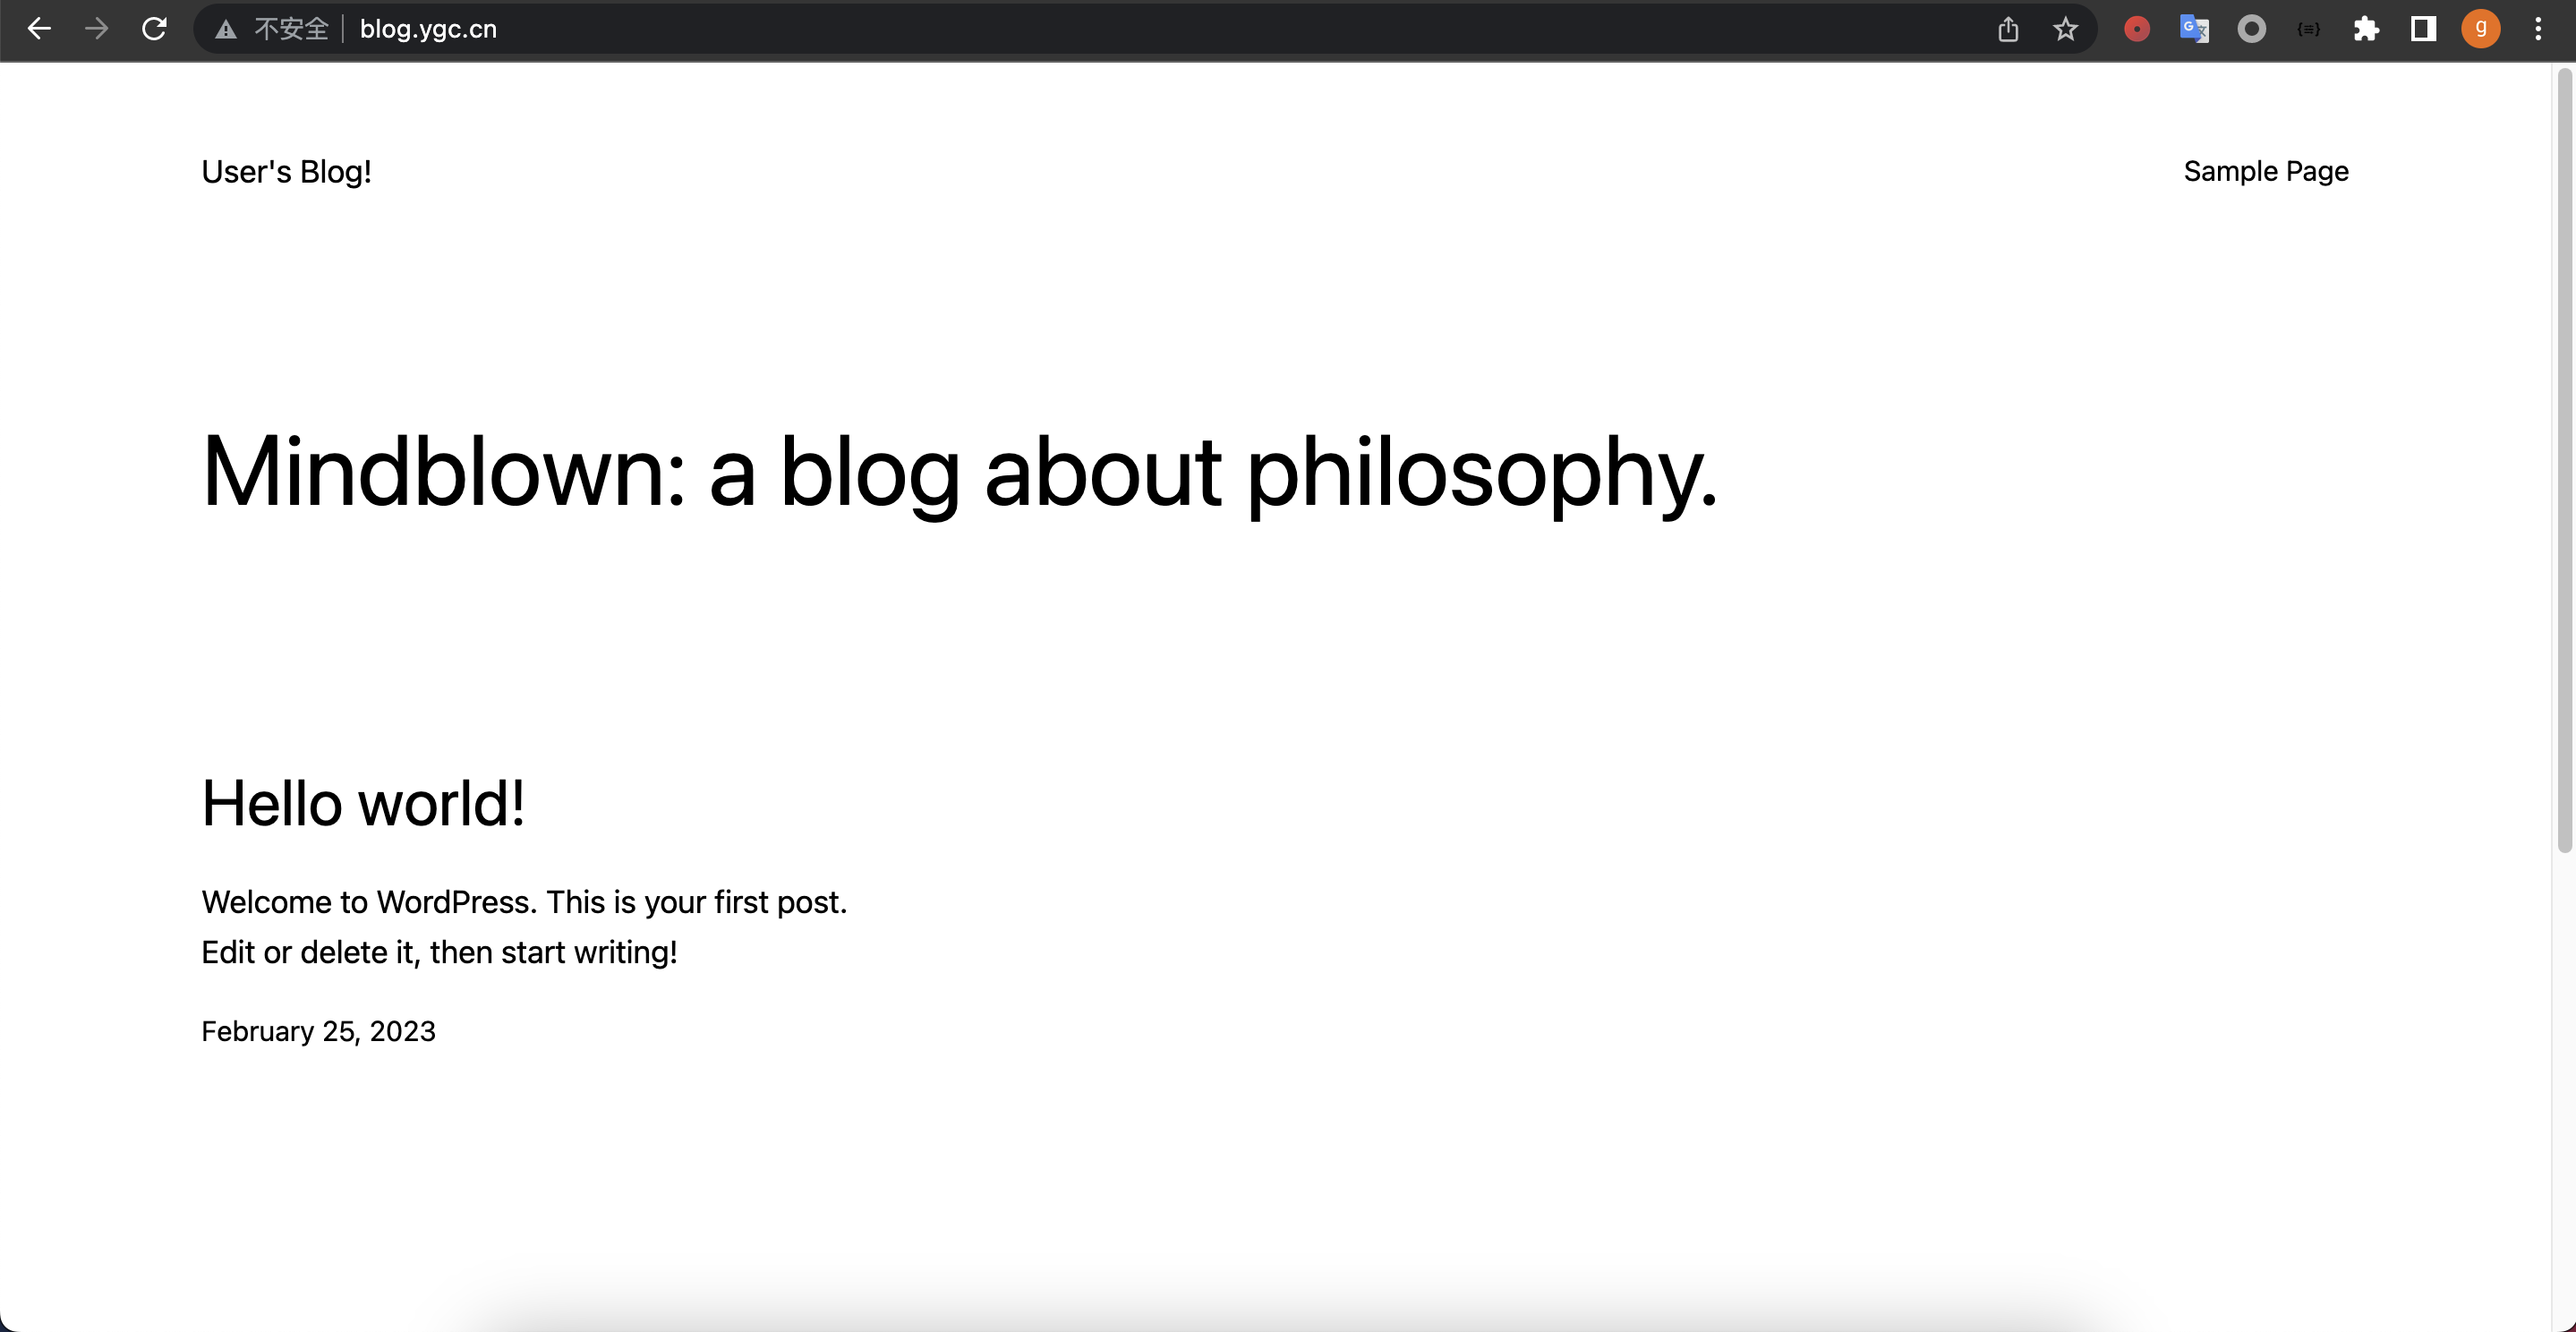 不安全 blog.ygc.cn
g
User's Blog!
Sample Page
Mindblown: a blog about philosophy.
Hello world!
Welcome to WordPress. This is your first post.
Edit or delete it, then start writing!
February 25, 2023